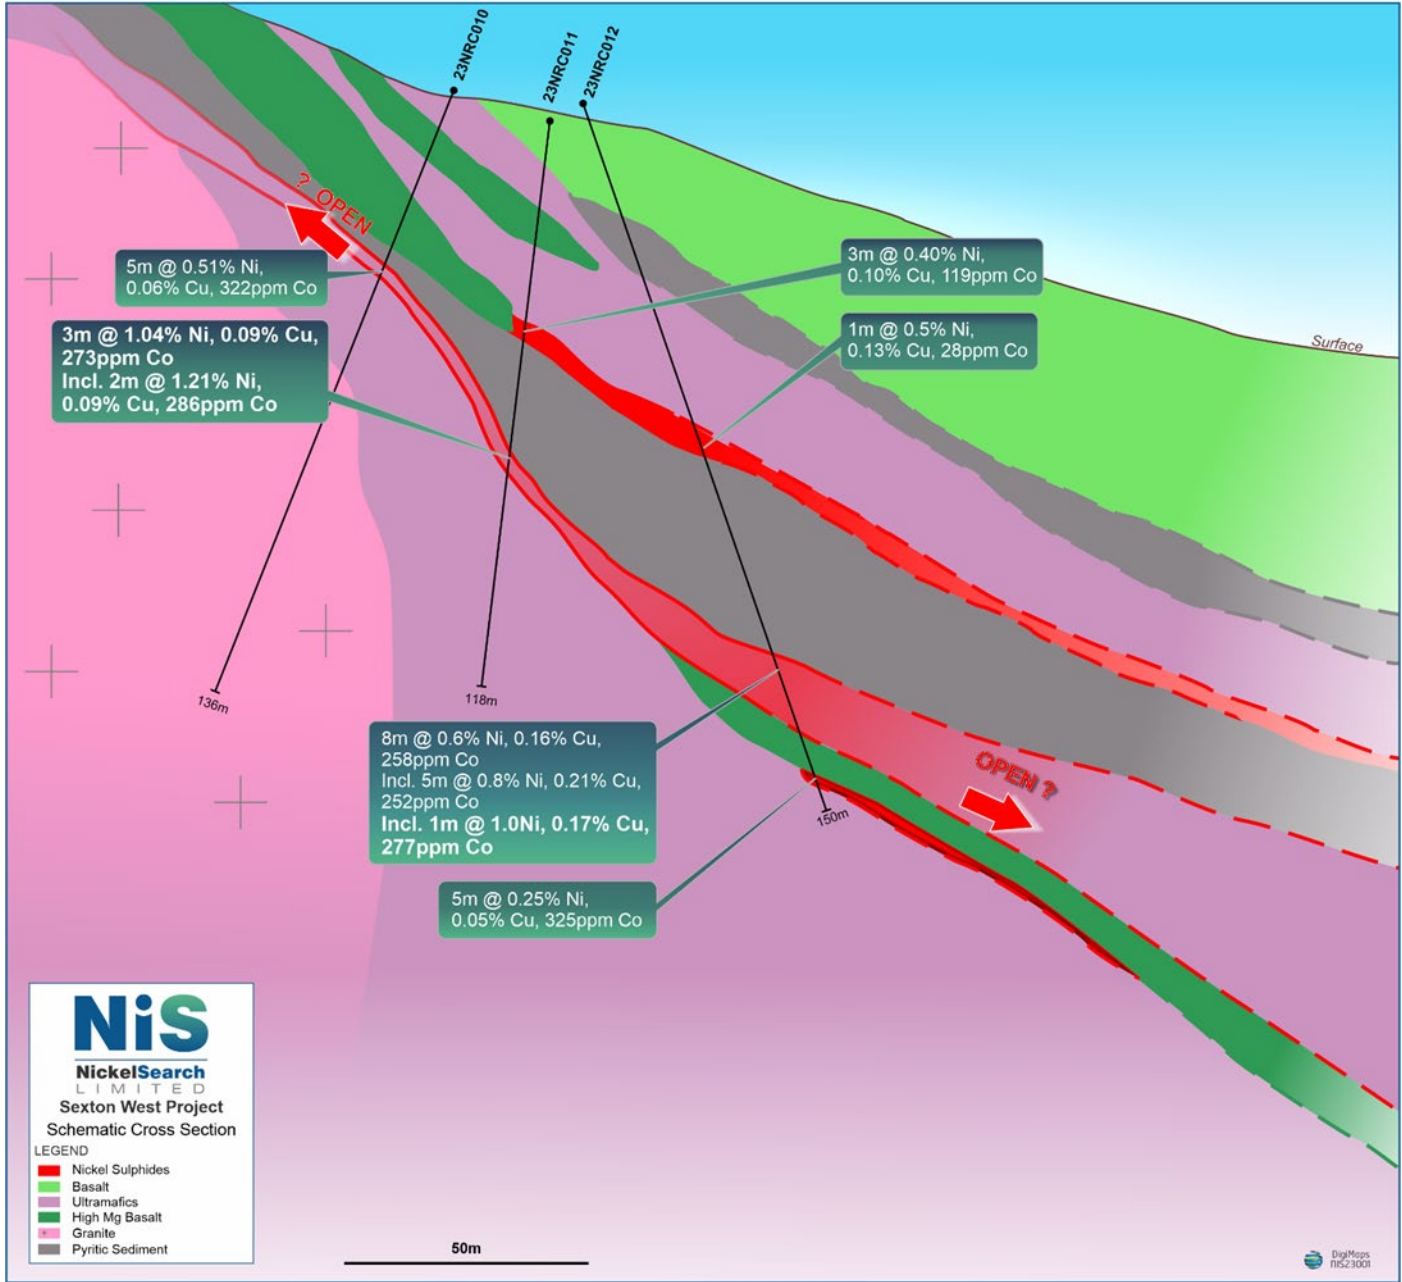 23NRC010
23NRC011
23NRC012
? OPEN
5m @ 0.51% Ni,
0.06% Cu, 322ppm Co
3m @ 1.04% Ni, 0.09% Cu,
273ppm Co
Incl. 2m @ 1.21% Ni,
0.09% Cu, 286ppm Co
3m @ 0.40% Ni,
0.10% Cu, 119ppm Co
1m @ 0.5% Ni,
0.13% Cu, 28ppm Co
Surface
136m
118m
8m @ 0.6% Ni, 0.16% Cu,
258ppm Co
Incl. 5m @ 0.8% Ni, 0.21% Cu,
252ppm Co
Incl. 1m @ 1.0Ni, 0.17% Cu,
277ppm Co
OPEN ?
150m
5m @ 0.25% Ni,
0.05% Cu, 325ppm Co
NiS
NickelSearch
LIMITED
Sexton West Project
Schematic Cross Section
LEGEND
Nickel Sulphides
Basalt
Ultramafics
High Mg Basalt
Granite
Pyritic Sediment
50m
DigiMaps
NIS23001